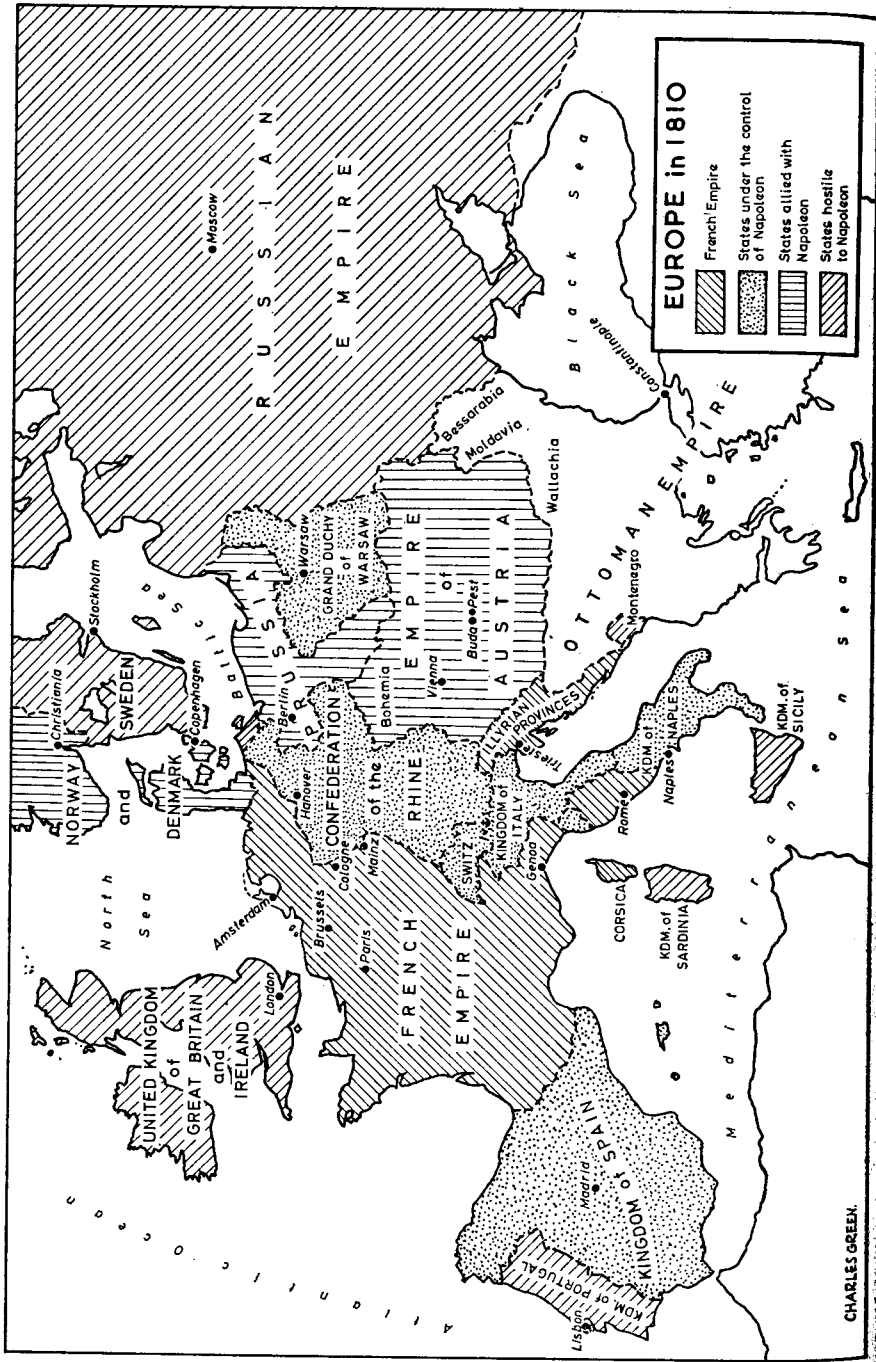 EUROPE in 1810
French Empire
States under the control
of Napoleon
States allied with
Napoleon
States hostile
to Napoleon
NORWAY
and
DENMARK
Christiania
SWEDEN
Stockholm
Copenhagen
Baltic Sea
North
Sea
UNITED KINGDOM
of
GREAT BRITAIN
and
IRELAND
London
Atlantic Ocean
RUSSIAN
EMPIRE
Moscow
Amsterdam
Brussels
Paris
FRENCH
EMPIRE
Hanover
Cologne
Mainz
CONFEDERATION
of the
RHINE
Berlin
PRUSSIA
Warsaw
GRAND DUCHY
of
WARSAW
Bohemia
Vienna
Buda
Pest
EMPIRE
of
AUSTRIA
Bessarabia
Moldavia
Wallachia
Black Sea
Constantinople
OTTOMAN EMPIRE
Montenegro
ILLYRIAN
PROVINCES
Trieste
SWITZ
KINGDOM of
ITALY
Genoa
Rome
KDM of
NAPLES
Naples
KDM. of
SICILY
CORSICA
KDM. of
SARDINIA
KINGDOM of SPAIN
Madrid
KDM of PORTUGAL
Lisbon
Mediterranean Sea
CHARLES GREEN.